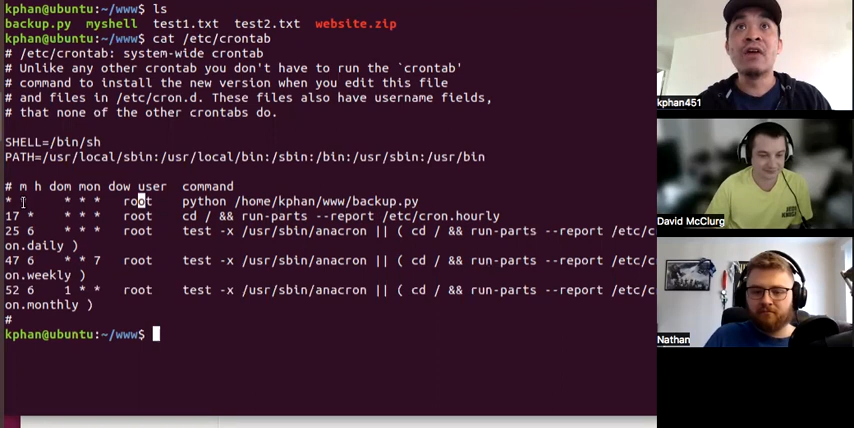 kphan@ubuntu:~/www$ ls
backup.py myshell test1.txt test2.txt website.zip
kphan@ubuntu:~/www$ cat /etc/crontab
# /etc/crontab: system-wide crontab
# Unlike any other crontab you don't have to run the `crontab'
# command to install the new version when you edit this file
# and files in /etc/cron.d. These files also have username fields,
# that none of the other crontabs do.
SHELL=/bin/sh
PATH=/usr/local/sbin:/usr/local/bin:/sbin:/bin:/usr/sbin:/usr/bin
# m h dom mon dow user command
* * * * * root python /home/kphan/www/backup.py
17 * * * * root cd / && run-parts --report /etc/cron.hourly
25 6 * * * root test -x /usr/sbin/anacron || ( cd / && run-parts --report /etc/c
on.daily )
47 6 * * 7 root test -x /usr/sbin/anacron || ( cd / && run-parts --report /etc/c
on.weekly )
52 6 1 * * root test -x /usr/sbin/anacron || ( cd / && run-parts --report /etc/c
on.monthly )
#
kphan@ubuntu:~/www$
kphan451
David McClurg
Nathan